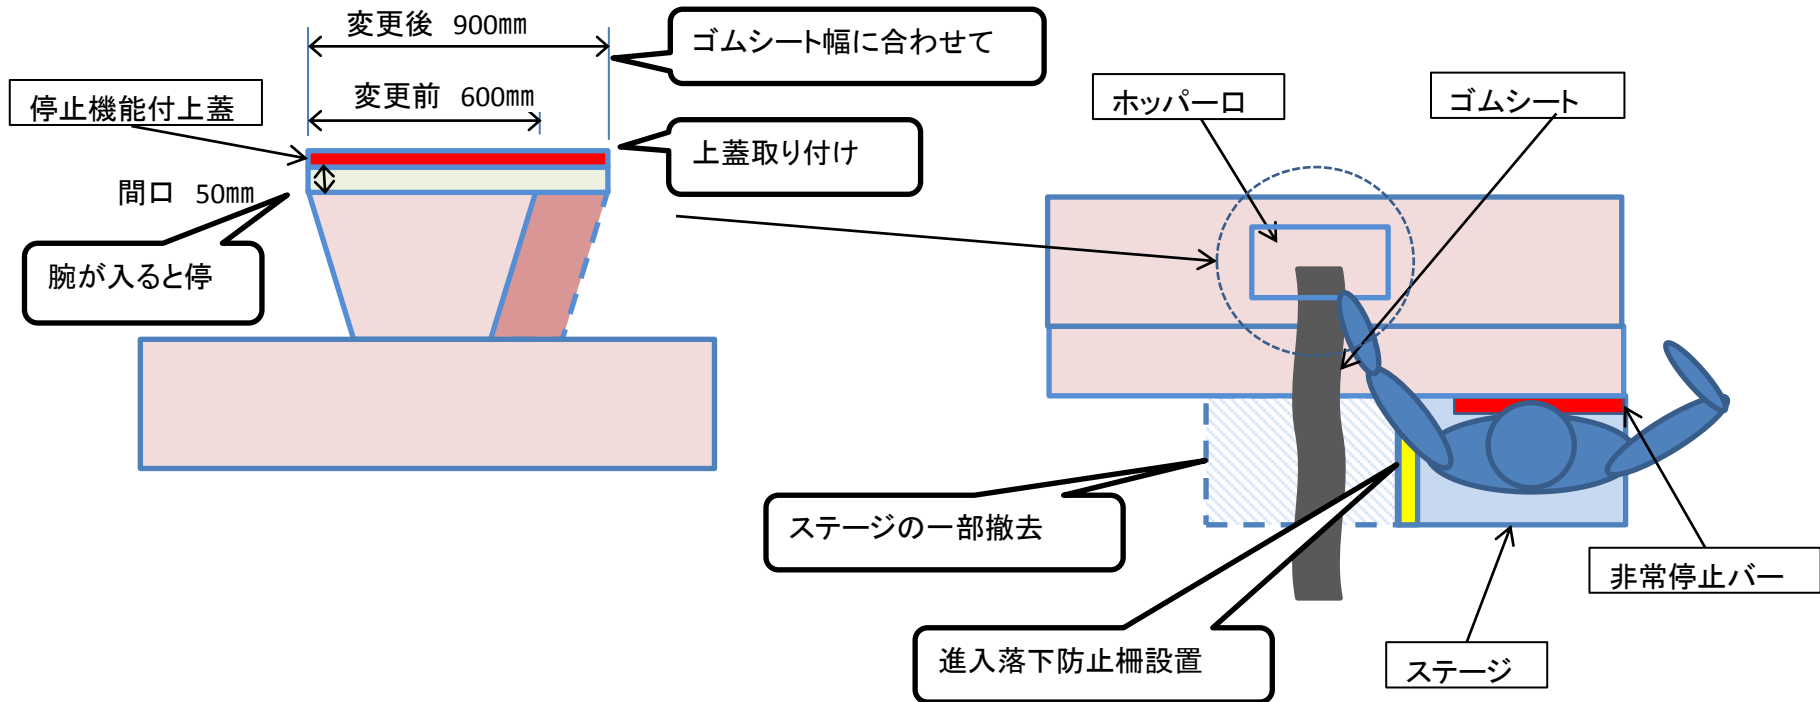 変更後 900㎜
ゴムシート幅に合わせて
変更前 600㎜
停止機能付上蓋
上蓋取り付け
間口 50㎜
腕が入ると停
ホッパー口
ゴムシート
ステージの一部撤去
進入落下防止柵設置
非常停止バー
ステージ